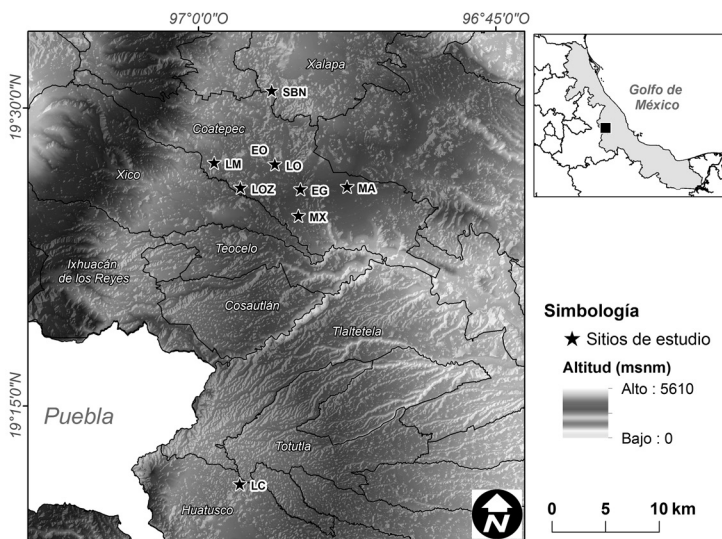 97°0'0"O
96°45'0"O
19°30'0"N
19°15'0"N
Xalapa
SBN
Coatepec
EO
LM
LO
Xico
LOZ
EG
MA
MX
Teocelo
Ixhuacán
de los Reyes
Cosautlán
Tlaltetela
Puebla
Totutla
LC
Huatusco
N
Golfo de
México
Simbología
Sitios de estudio
Altitud (msnm)
Alto : 5610
Bajo : 0
0 5 10 km